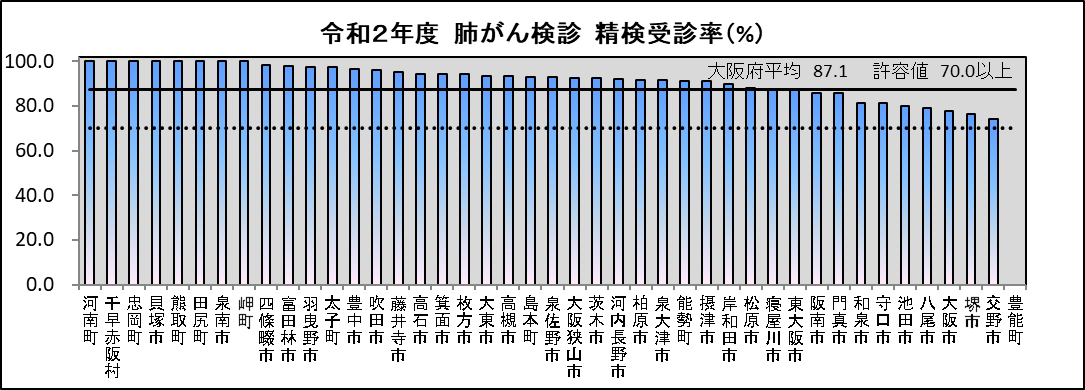 令和2年度 肺がん検診 精検受診率(%)
大阪府平均 87.1 許容値 70.0以上
100.0
80.0
60.0
40.0
20.0
0.0
河南町
千早赤阪村
忠岡町
貝塚市
熊取町
田尻町
泉南市
岬町
四條畷市
富田林市
羽曳野市
太子町
豊中市
吹田市
藤井寺市
高石市
箕面市
枚方市
大東市
高槻市
島本町
泉佐野市
大阪狭山市
茨木市
河内長野市
柏原市
泉大津市
能勢町
摂津市
岸和田市
松原市
寝屋川市
東大阪市
阪南市
門真市
和泉市
守口市
池田市
八尾市
大阪市
堺市
交野市
豊能町